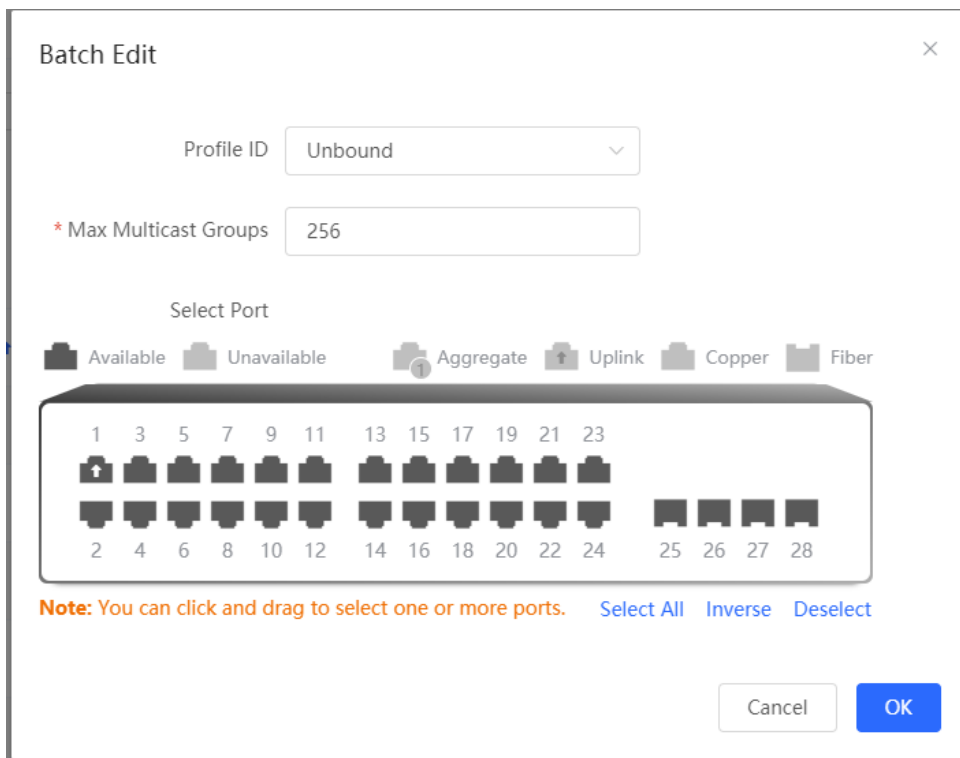 Batch Edit
Profile ID Unbound
* Max Multicast Groups 256
Select Port
Available Unavailable 1 Aggregate Uplink Copper Fiber
1 3 5 7 9 11 13 15 17 19 21 23
2 4 6 8 10 12 14 16 18 20 22 24 25 26 27 28
Note: You can click and drag to select one or more ports. Select All Inverse Deselect
Cancel OK